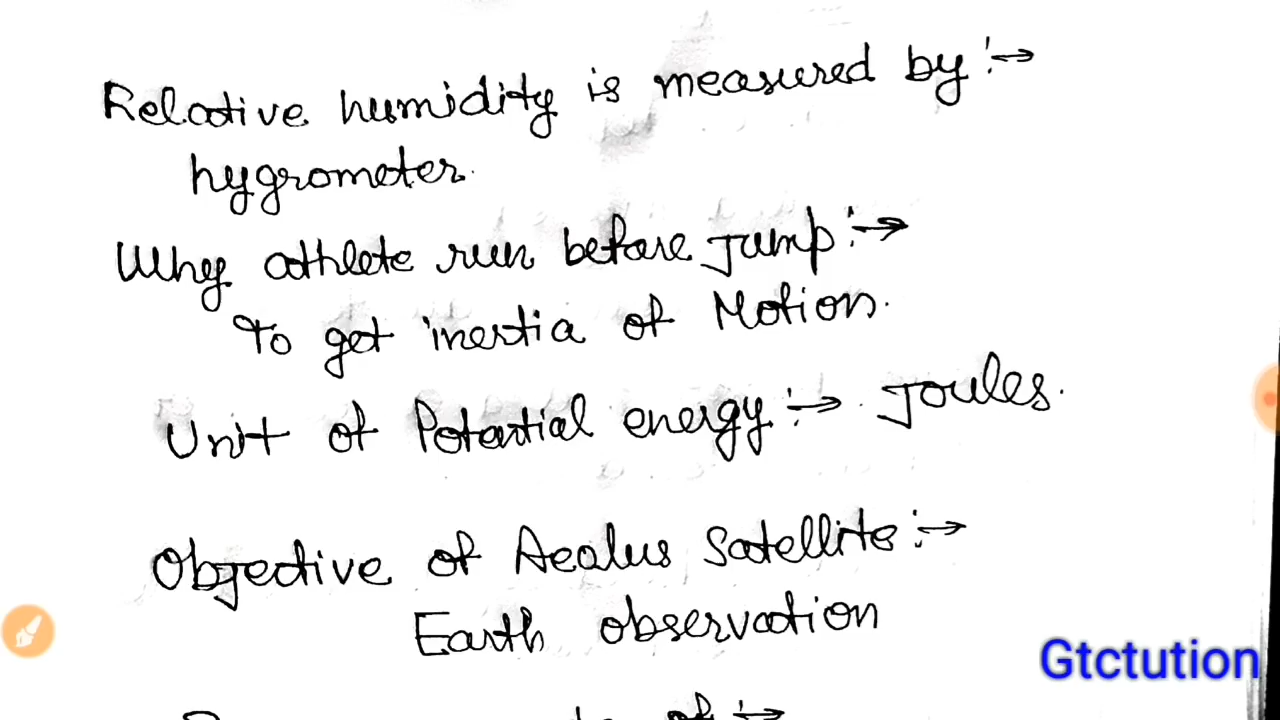 Relative humidity is measured by :→
hygrometer.
Why athlete run before Jump :→
To get inertia of Motion.
Unit of Potential energy :→ Joules.
Objective of Aealus Satellite :→
Earth observation
of :→
Gtctution